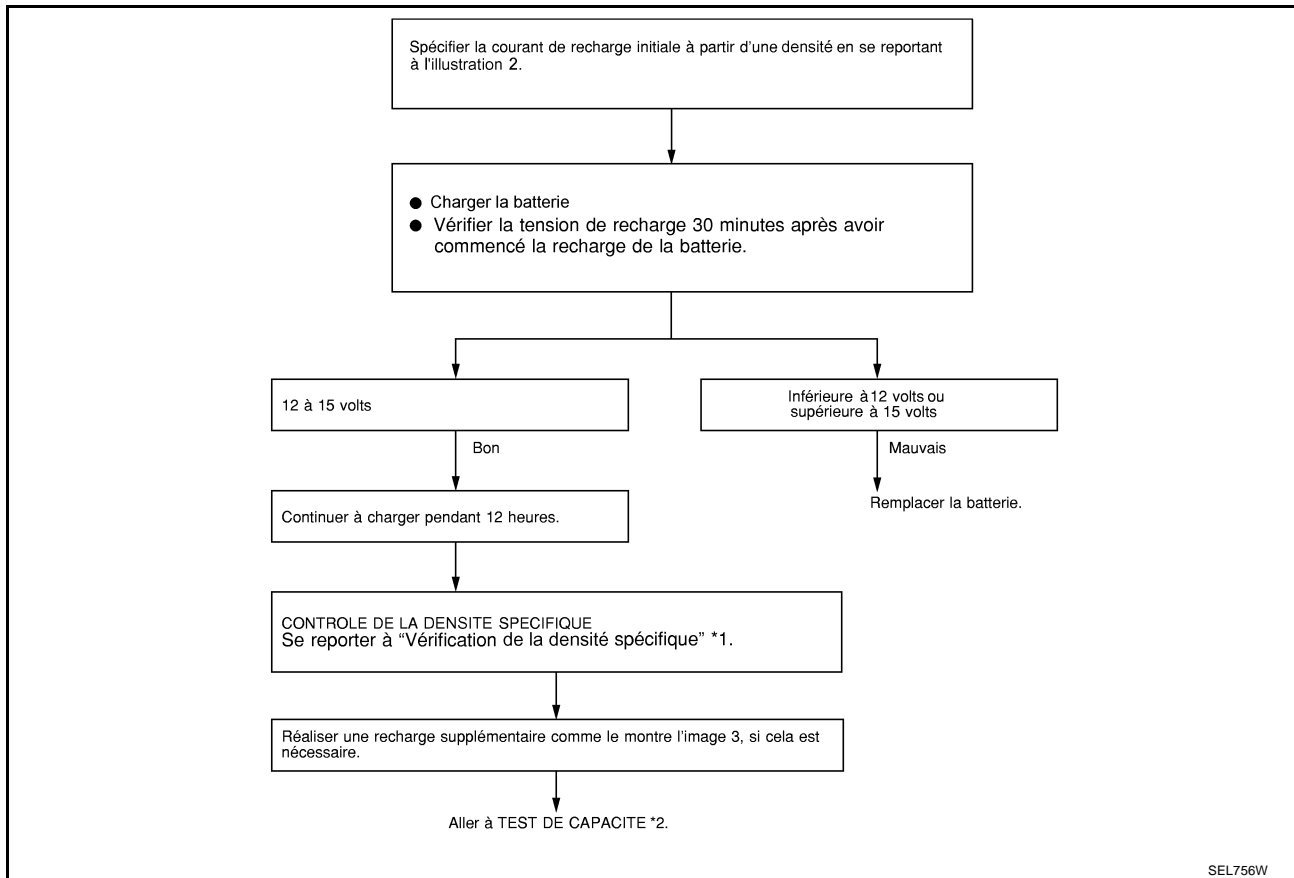 Spécifier la courant de recharge initiale à partir d'une densité en se reportant
à l'illustration 2.
● Charger la batterie
● Vérifier la tension de recharge 30 minutes après avoir
commencé la recharge de la batterie.
12 à 15 volts
Inférieure à 12 volts ou
supérieure à 15 volts
Bon
Mauvais
Continuer à charger pendant 12 heures.
Remplacer la batterie.
CONTROLE DE LA DENSITE SPECIFIQUE
Se reporter à “Vérification de la densité spécifique” *1.
Réaliser une recharge supplémentaire comme le montre l'image 3, si cela est
nécessaire.
Aller à TEST DE CAPACITE *2.
SEL756W